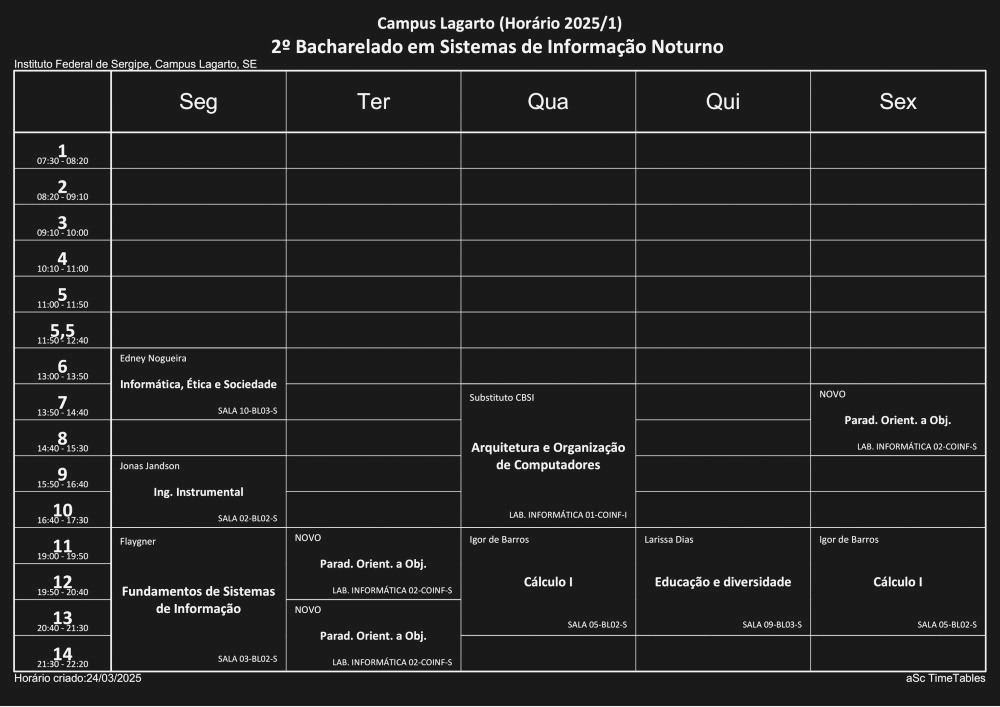 Campus Lagarto (Horário 2025/1)
2º Bacharelado em Sistemas de Informação Noturno
Instituto Federal de Sergipe, Campus Lagarto, SE
Seg
Ter
Qua
Qui
Sex
1
07:30 - 08:20
2
08:20 - 09:10
3
09:10 - 10:00
4
10:10 - 11:00
5
11:00 - 11:50
5,5
11:50 - 12:40
6
13:00 - 13:50
7
13:50 - 14:40
8
14:40 - 15:30
9
15:50 - 16:40
10
16:40 - 17:30
11
19:00 - 19:50
12
19:50 - 20:40
13
20:40 - 21:30
14
21:30 - 22:20
Edney Nogueira
Informática, Ética e Sociedade
SALA 10-BL03-S
Jonas Jandson
Ing. Instrumental
SALA 02-BL02-S
Flaygner
Fundamentos de Sistemas
de Informação
SALA 03-BL02-S
NOVO
Parad. Orient. a Obj.
LAB. INFORMÁTICA 02-COINF-S
NOVO
Parad. Orient. a Obj.
LAB. INFORMÁTICA 02-COINF-S
Substituto CBSI
Arquitetura e Organização
de Computadores
LAB. INFORMÁTICA 01-COINF-I
Igor de Barros
Cálculo I
SALA 05-BL02-S
Larissa Dias
Educação e diversidade
SALA 09-BL03-S
NOVO
Parad. Orient. a Obj.
LAB. INFORMÁTICA 02-COINF-S
Igor de Barros
Cálculo I
SALA 05-BL02-S
Horário criado:24/03/2025
aSc TimeTables